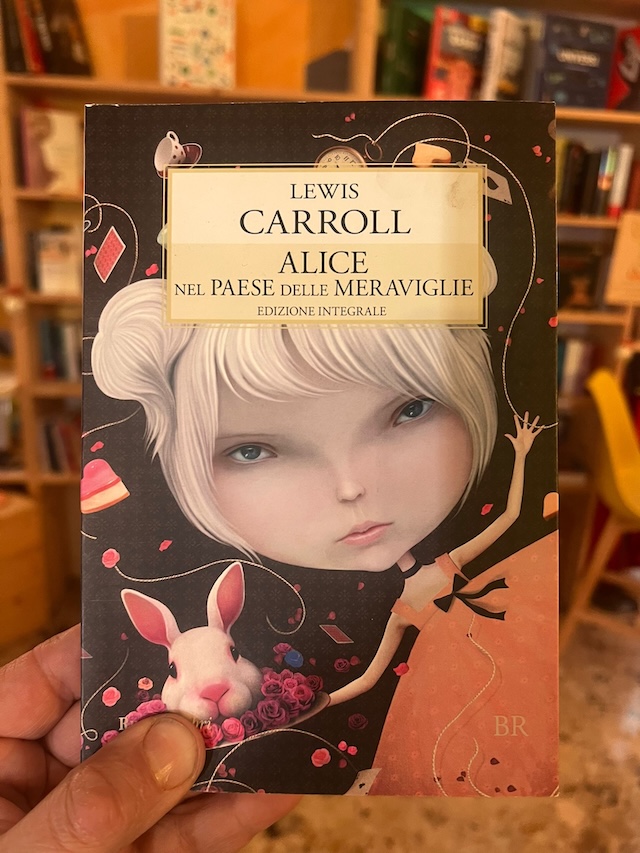 LEWIS
CARROLL
ALICE
NEL PAESE DELLE MERAVIGLIE
EDIZIONE INTEGRALE
BR